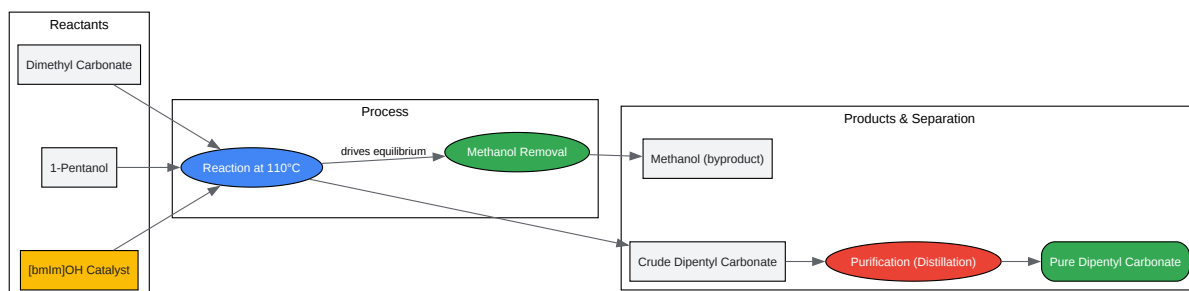 Reactants
Dimethyl Carbonate
1-Pentanol
[bmIm]OH Catalyst
Process
Reaction at 110°C
drives equilibrium
Methanol Removal
Products & Separation
Methanol (byproduct)
Crude Dipentyl Carbonate
Purification (Distillation)
Pure Dipentyl Carbonate